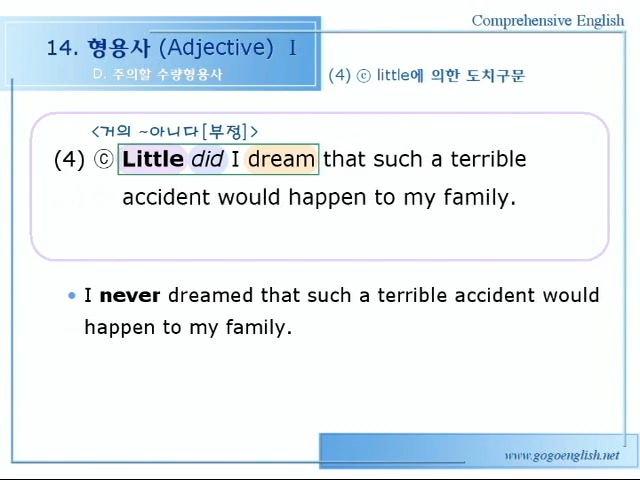 Comprehensive English
14. 형용사 (Adjective) Ⅰ
D. 주의할 수량형용사
(4) ⓒ little에 의한 도치구문
<거의 ~아니다[부정]>
(4) ⓒ Little did I dream that such a terrible
accident would happen to my family.
• I never dreamed that such a terrible accident would
happen to my family.
www.gogoenglish.net